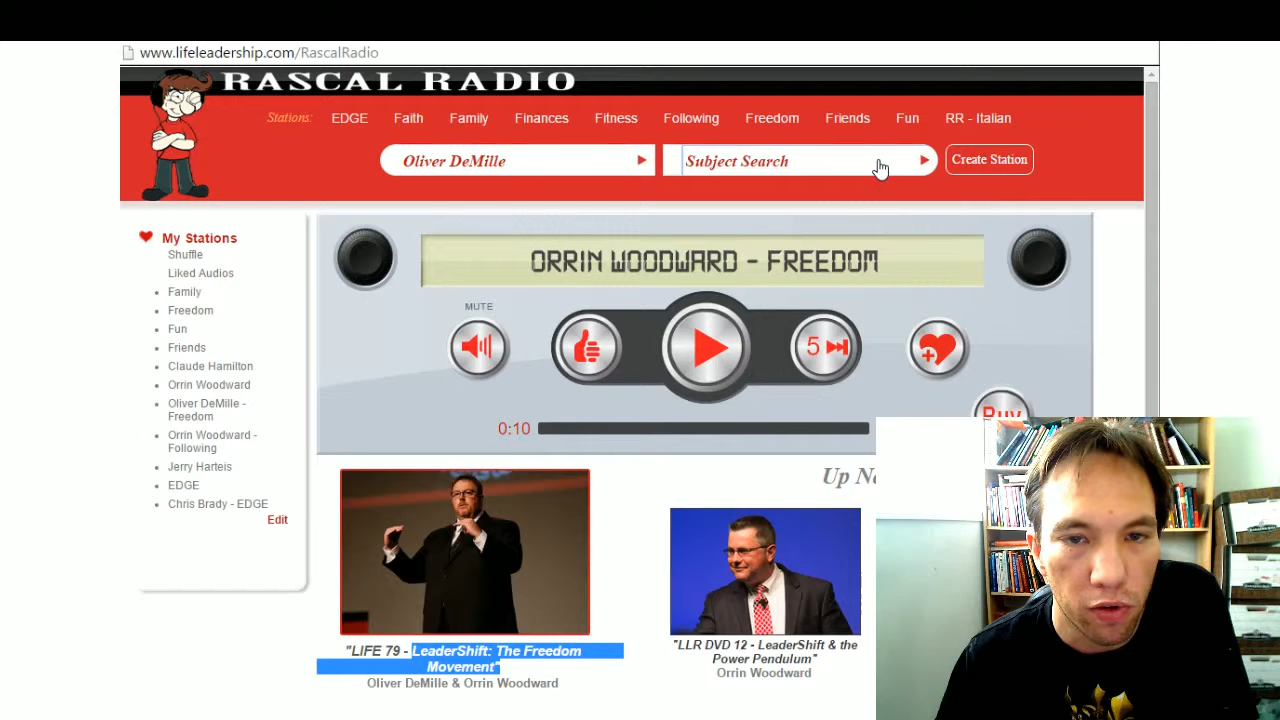 www.lifeleadership.com/RascalRadio
RASCAL RADIO
Stations: EDGE Faith Family Finances Fitness Following Freedom Friends Fun RR - Italian
Oliver DeMille Subject Search Create Station
My Stations
Shuffle
Liked Audios
Family
Freedom
Fun
Friends
Claude Hamilton
Orrin Woodward
Oliver DeMille -
Freedom
Orrin Woodward -
Following
Jerry Harteis
EDGE
Chris Brady - EDGE
Edit
ORRIN WOODWARD - FREEDOM
MUTE
5
Buy
0:10
Up
"LIFE 79 - LeaderShift: The Freedom
Movement"
Oliver DeMille & Orrin Woodward
"LLR DVD 12 - LeaderShift & the
Power Pendulum"
Orrin Woodward